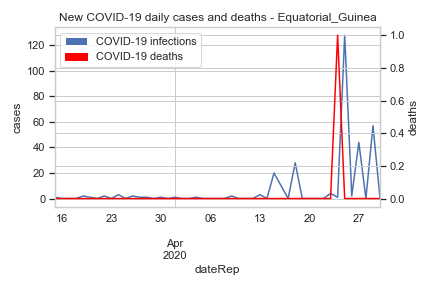 New COVID-19 daily cases and deaths - Equatorial_Guinea
COVID-19 infections
COVID-19 deaths
cases
120
100
80
60
40
20
0
deaths
1.0
0.8
0.6
0.4
0.2
0.0
16 23 30 06 13 20 27
Apr
2020
dateRep